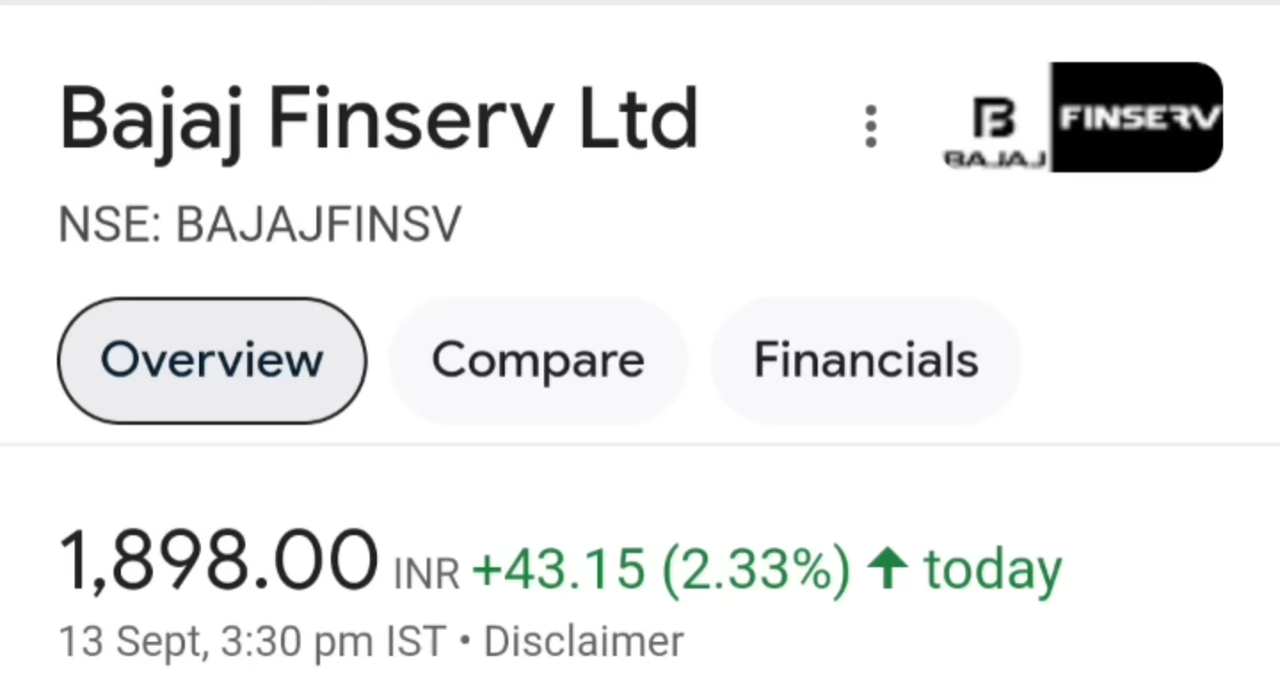 Bajaj Finserv Ltd
B BAJAJ FINSERV
NSE: BAJAJFINSV
Overview Compare Financials
1,898.00 INR +43.15 (2.33%) ↑ today
13 Sept, 3:30 pm IST • Disclaimer